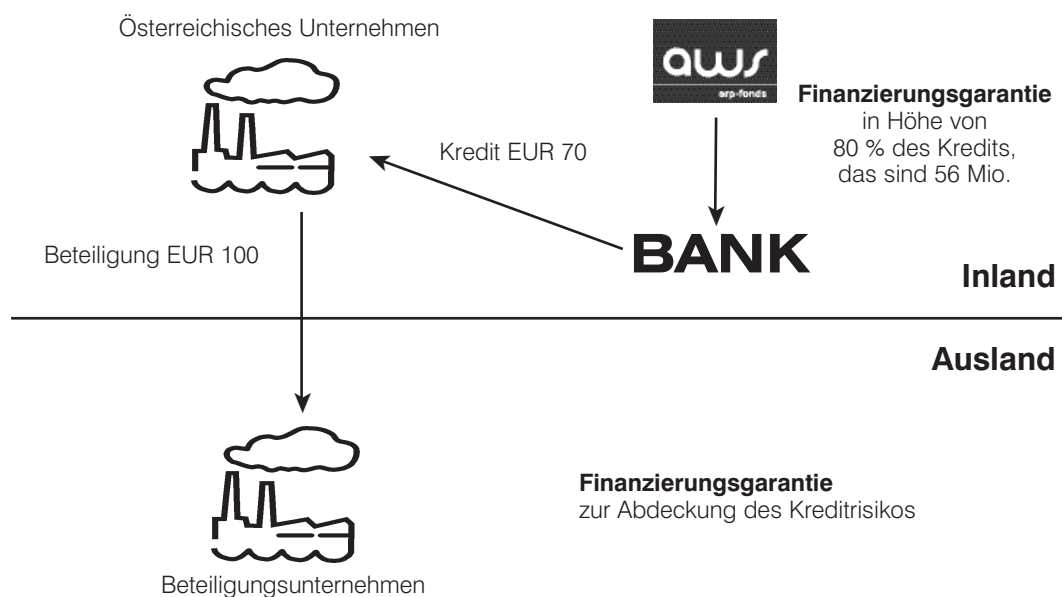 Österreichisches Unternehmen
aws
erp-fonds
Finanzierungsgarantie
in Höhe von
80 % des Kredits,
das sind 56 Mio.
Kredit EUR 70
Beteiligung EUR 100
BANK
Inland
Ausland
Finanzierungsgarantie
zur Abdeckung des Kreditrisikos
Beteiligungsunternehmen